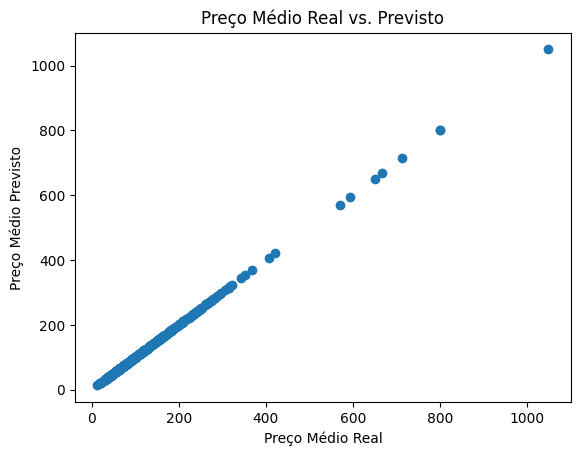 Preço Médio Real vs. Previsto
Preço Médio Previsto
1000
800
600
400
200
0
0 200 400 600 800 1000
Preço Médio Real